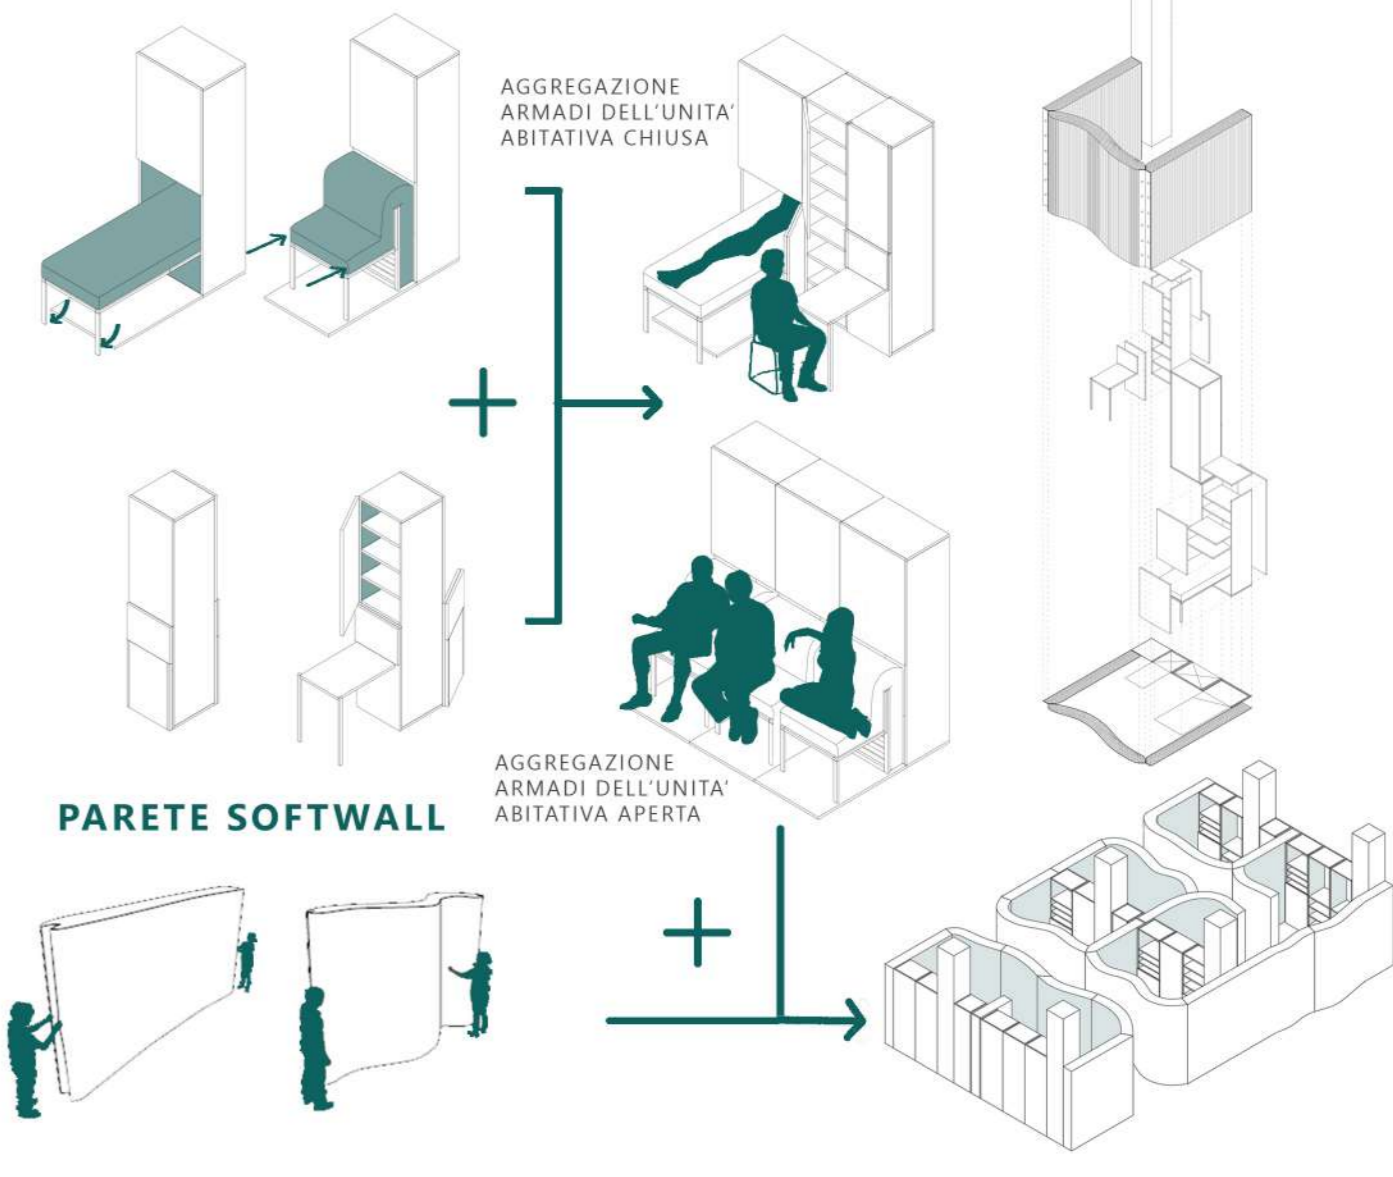 AGGREGAZIONE
ARMADI DELL'UNITA'
ABITATIVA CHIUSA
AGGREGAZIONE
ARMADI DELL'UNITA'
ABITATIVA APERTA
PARETE SOFTWALL